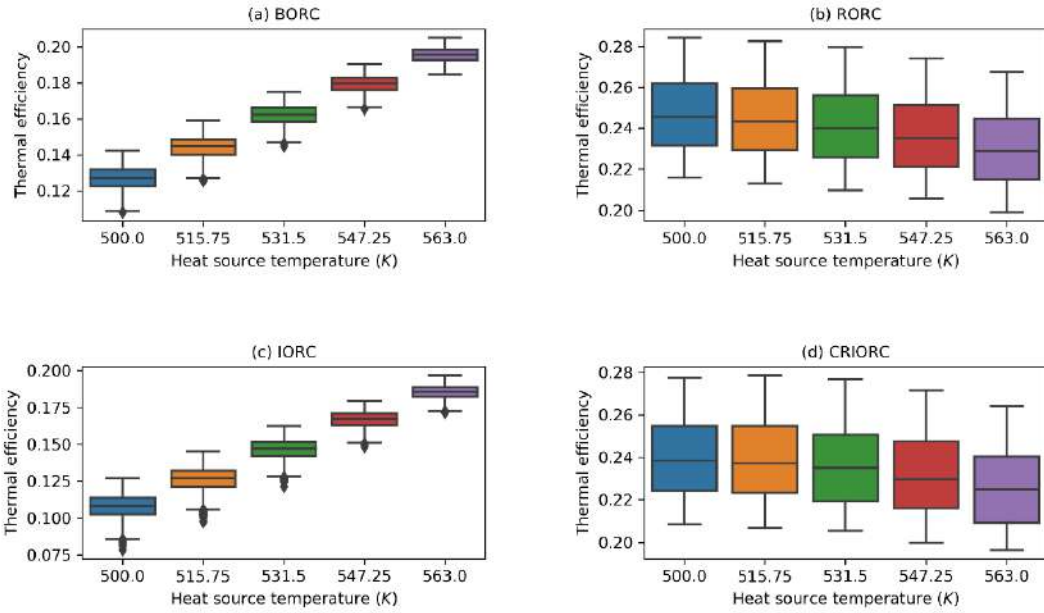 (a) BORC
Thermal efficiency
0.20
0.18
0.16
0.14
0.12
500.0 515.75 531.5 547.25 563.0
Heat source temperature (K)
(b) RORC
Thermal efficiency
0.28
0.26
0.24
0.22
0.20
500.0 515.75 531.5 547.25 563.0
Heat source temperature (K)
(c) IORC
Thermal efficiency
0.200
0.175
0.150
0.125
0.100
0.075
500.0 515.75 531.5 547.25 563.0
Heat source temperature (K)
(d) CRIORC
Thermal efficiency
0.28
0.26
0.24
0.22
0.20
500.0 515.75 531.5 547.25 563.0
Heat source temperature (K)